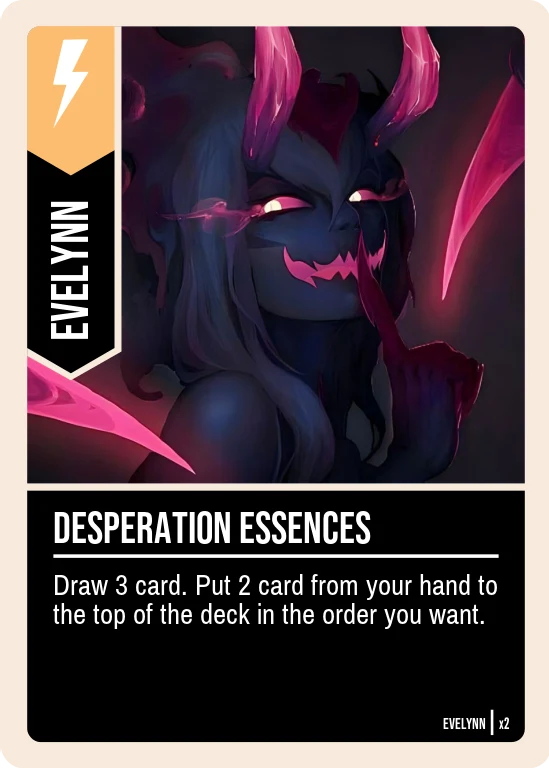 EVELYNN
DESPERATION ESSENCES
Draw 3 card. Put 2 card from your hand to
the top of the deck in the order you want.
EVELYNN | x2